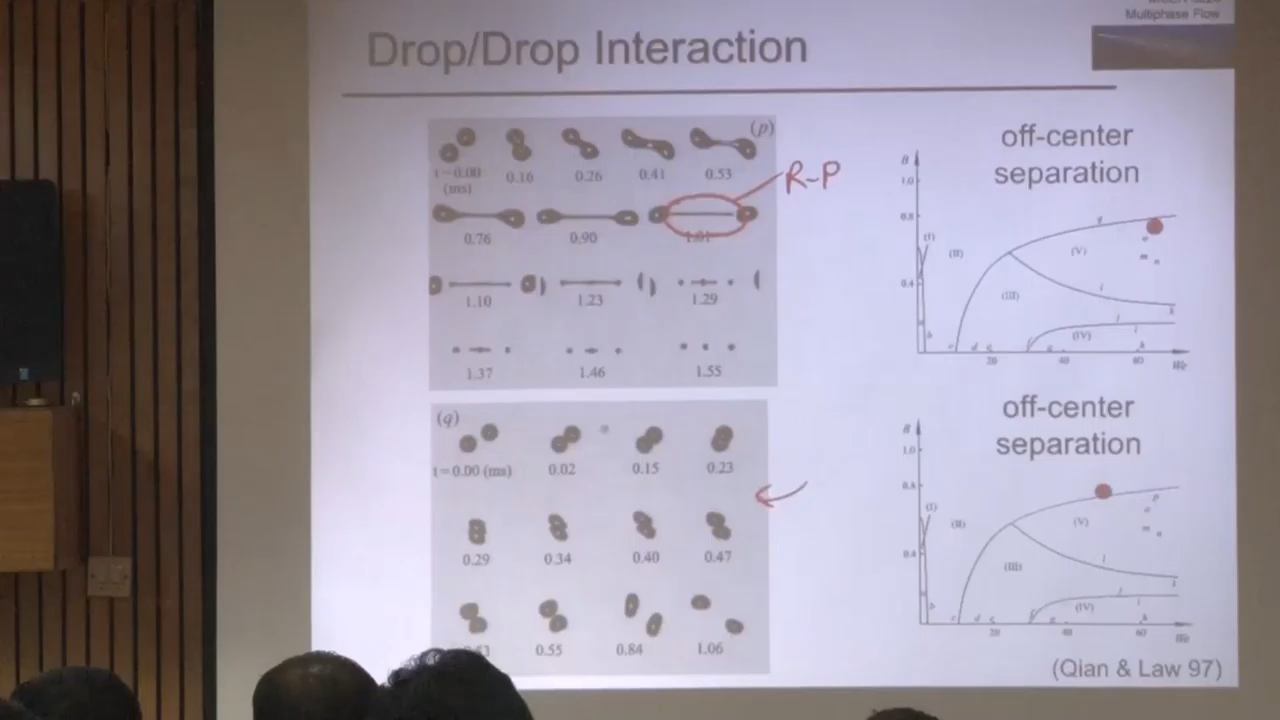 Multiphase Flow
Drop/Drop Interaction
(p)
t=0.00
(ms)
0.16
0.26
0.41
0.53
R-P
0.76
0.90
1.01
1.10
1.23
1.29
1.37
1.46
1.55
off-center
separation
B
1.0
0.8
0.4
(I)
(II)
(III)
(V)
(IV)
20
40
60
We
(q)
t=0.00 (ms)
0.02
0.15
0.23
0.29
0.34
0.40
0.47
0.55
0.84
1.06
off-center
separation
B
1.0
0.8
0.4
(I)
(II)
(III)
(V)
(IV)
20
40
60
We
(Qian & Law 97)